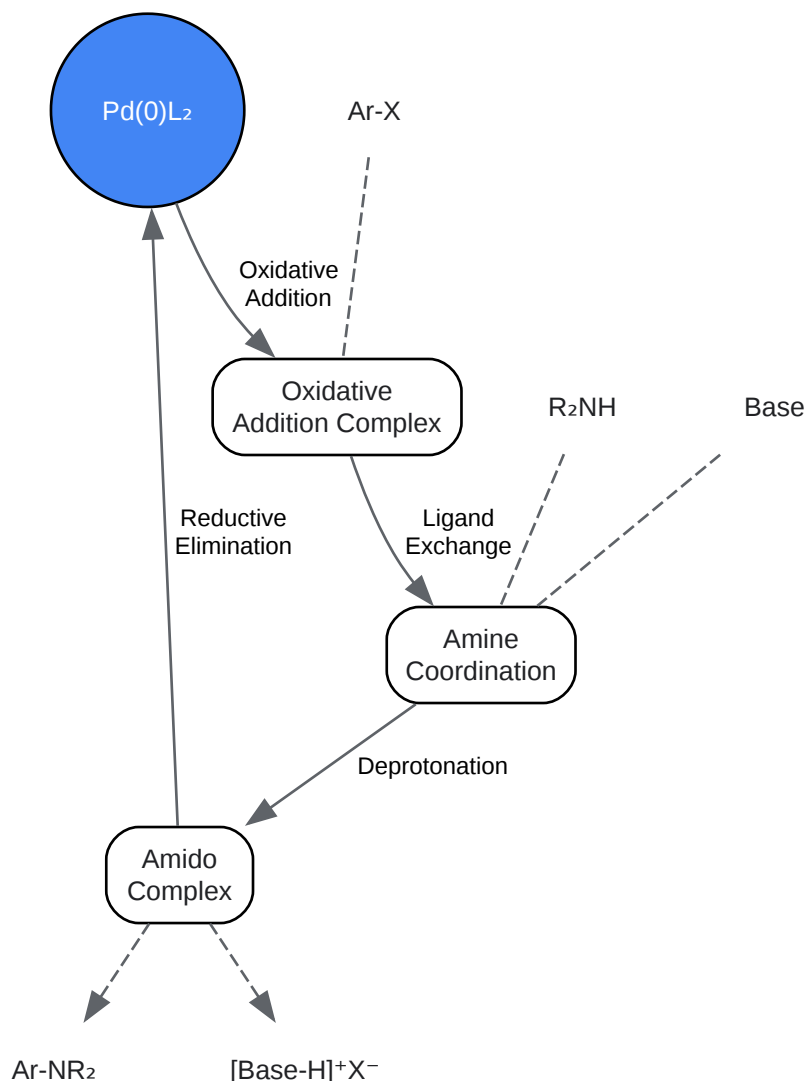 Pd(0)L₂
Ar-X
Oxidative
Addition
Oxidative
Addition Complex
R₂NH
Base
Reductive
Elimination
Ligand
Exchange
Amine
Coordination
Deprotonation
Amido
Complex
Ar-NR₂
[Base-H]⁺X⁻